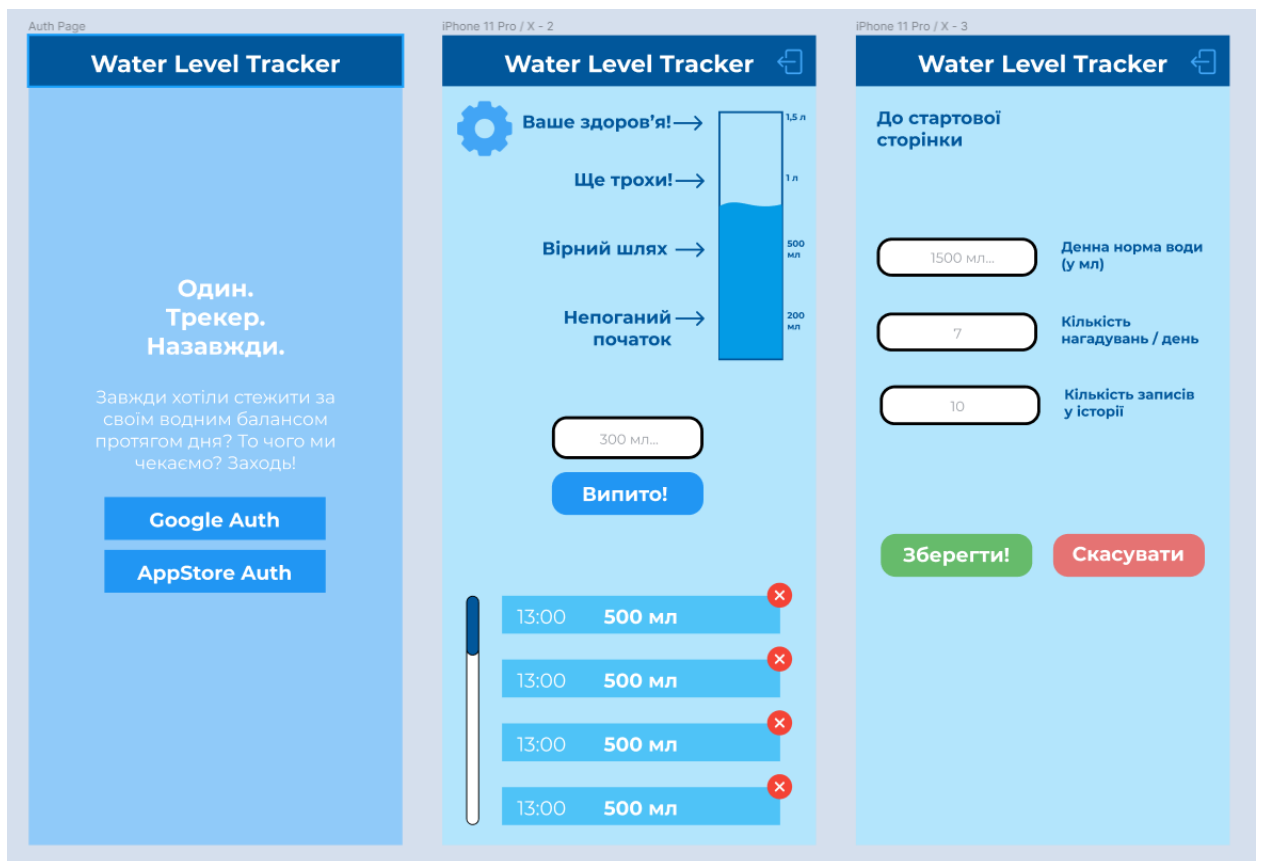 Auth Page
Water Level Tracker
Один.
Трекер.
Назавжди.
Завжди хотіли стежити за
своїм водним балансом
протягом дня? То чого ми
чекаємо? Заходь!
Google Auth
AppStore Auth
iPhone 11 Pro / X - 2
Water Level Tracker
Ваше здоров'я!
1,5 л
Ще трохи!
1 л
Вірний шлях
500
мл
Непоганий
початок
200
мл
300 мл...
Випито!
13:00 500 мл
13:00 500 мл
13:00 500 мл
13:00 500 мл
iPhone 11 Pro / X - 3
Water Level Tracker
До стартової
сторінки
1500 мл...
Денна норма води
(у мл)
7
Кількість
нагадувань / день
10
Кількість записів
у історії
Зберегти!
Скасувати